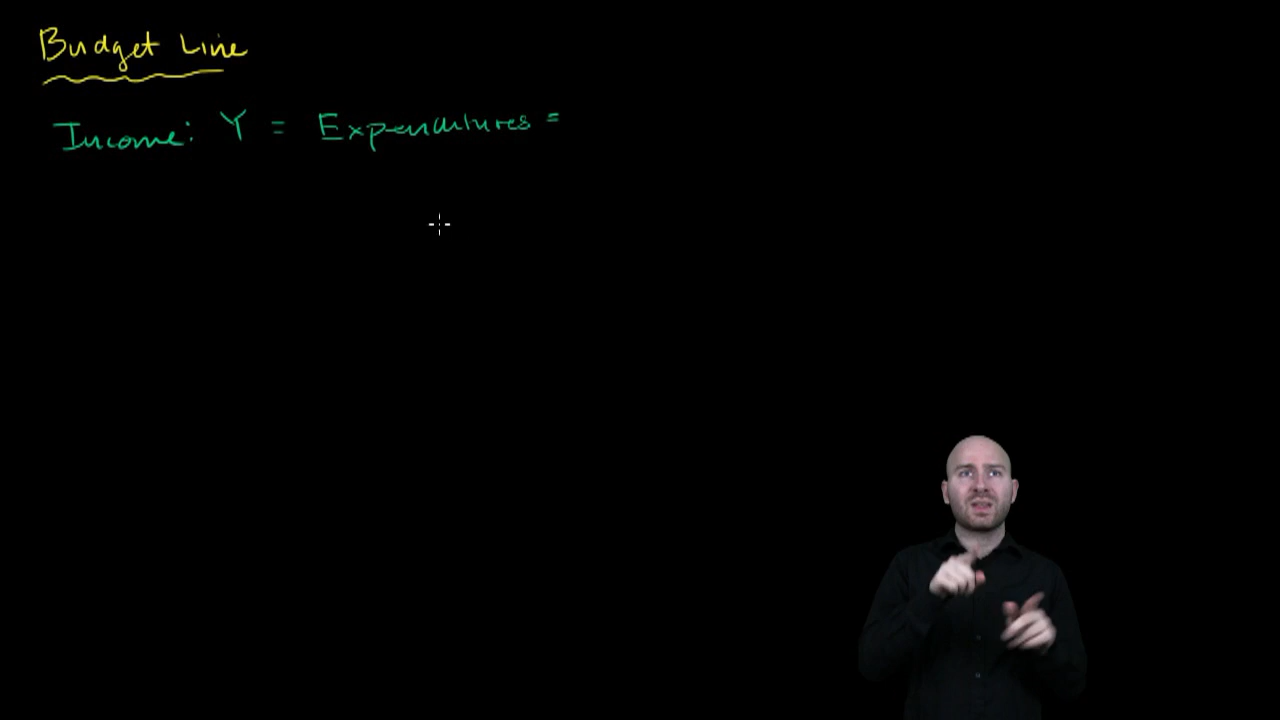 Budget Line
Income: Y = Expenditures =